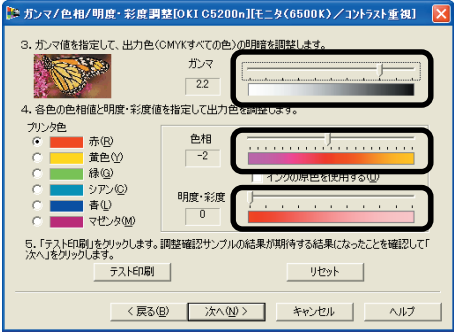 ガンマ/色相/明度・彩度調整[OKI C5200n][モニタ(6500K)/コントラスト重視]
3. ガンマ値を指定して、出力色(CMYKすべての色)の明暗を調整します。
ガンマ
2.2
4. 各色の色相値と明度・彩度値を指定して出力色を調整します。
プリンタ色
赤(R)
黄色(Y)
緑(G)
シアン(C)
青(L)
マゼンタ(M)
色相
-2
インクの原色を使用する(U)
明度・彩度
0
5. 「テスト印刷」をクリックします。調整確認サンプルの結果が期待する結果になったことを確認して「
次へ」をクリックします。
テスト印刷
リセット
< 戻る(B)
次へ(N) >
キャンセル
ヘルプ